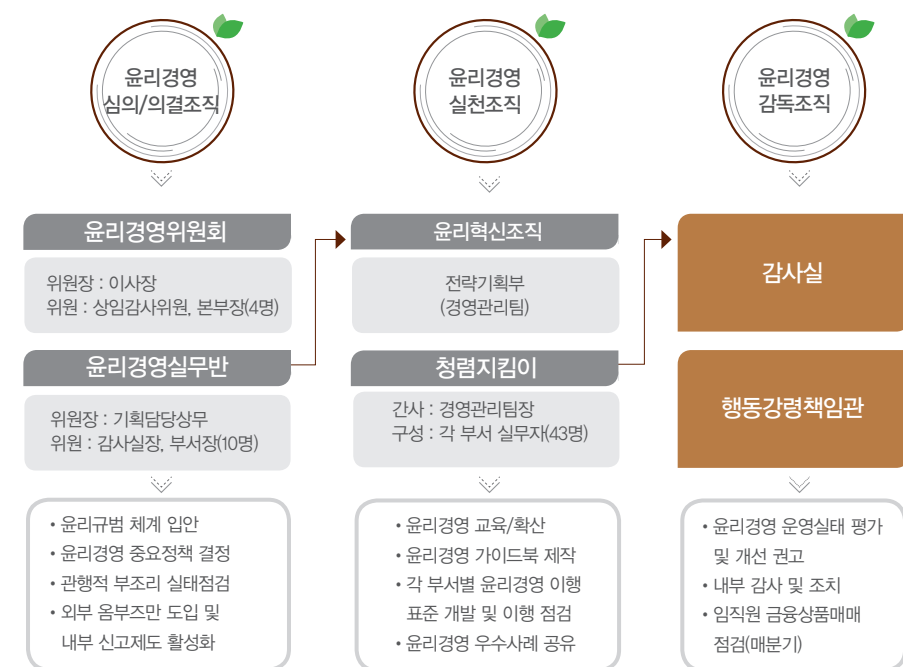 윤리경영
심의/의결조직
윤리경영위원회
위원장 : 이사장
위원 : 상임감사위원, 본부장(4명)
윤리경영실무반
위원장 : 기획담당상무
위원 : 감사실장, 부서장(10명)
• 윤리규범 체계 입안
• 윤리경영 중요정책 결정
• 관행적 부조리 실태점검
• 외부 옴부즈만 도입 및
내부 신고제도 활성화
윤리경영
실천조직
윤리혁신조직
전략기획부
(경영관리팀)
청렴지킴이
간사 : 경영관리팀장
구성 : 각 부서 실무자(43명)
• 윤리경영 교육/확산
• 윤리경영 가이드북 제작
• 각 부서별 윤리경영 이행
표준 개발 및 이행 점검
• 윤리경영 우수사례 공유
윤리경영
감독조직
감사실
행동강령책임관
• 윤리경영 운영실태 평가
및 개선 권고
• 내부 감사 및 조치
• 임직원 금융상품매매
점검(매분기)